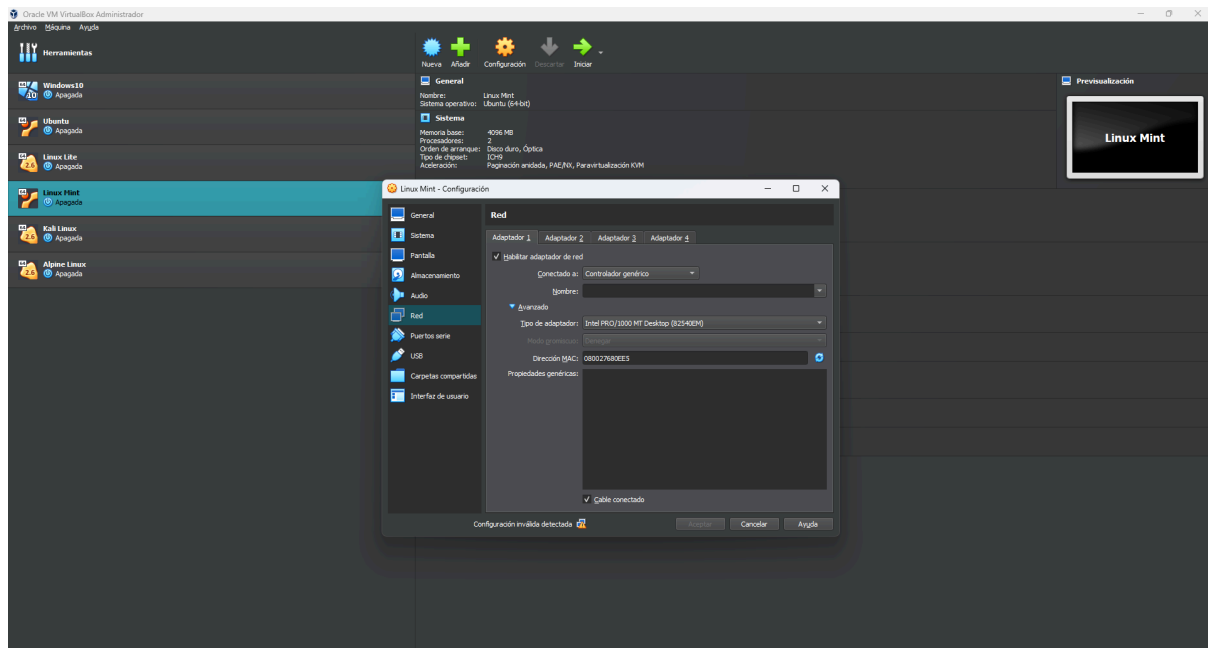 Oracle VM VirtualBox Administrador
Archivo Máquina Ayuda
Herramientas
Nueva Añadir Configuración Descartar Iniciar
Windows10
Apagada
Ubuntu
Apagada
Linux Lite
Apagada
Linux Mint
Apagada
Kali Linux
Apagada
Alpine Linux
Apagada
General
Nombre: Linux Mint
Sistema operativo: Ubuntu (64-bit)
Sistema
Memoria base: 4096 MB
Procesadores: 2
Orden de arranque: Disco duro, Óptica
Tipo de chipset: ICH9
Aceleración: Paginación anidada, PAE/NX, Paravirtualización KVM
Previsualización
Linux Mint
Linux Mint - Configuración
General
Sistema
Pantalla
Almacenamiento
Audio
Red
Puertos serie
USB
Carpetas compartidas
Interfaz de usuario
Red
Adaptador 1 Adaptador 2 Adaptador 3 Adaptador 4
Habilitar adaptador de red
Conectado a: Controlador genérico
Nombre:
Avanzado
Tipo de adaptador: Intel PRO/1000 MT Desktop (82540EM)
Modo promiscuo: Denegar
Dirección MAC: 080027680EE5
Propiedades genéricas:
Cable conectado
Configuración inválida detectada
Aceptar Cancelar Ayuda